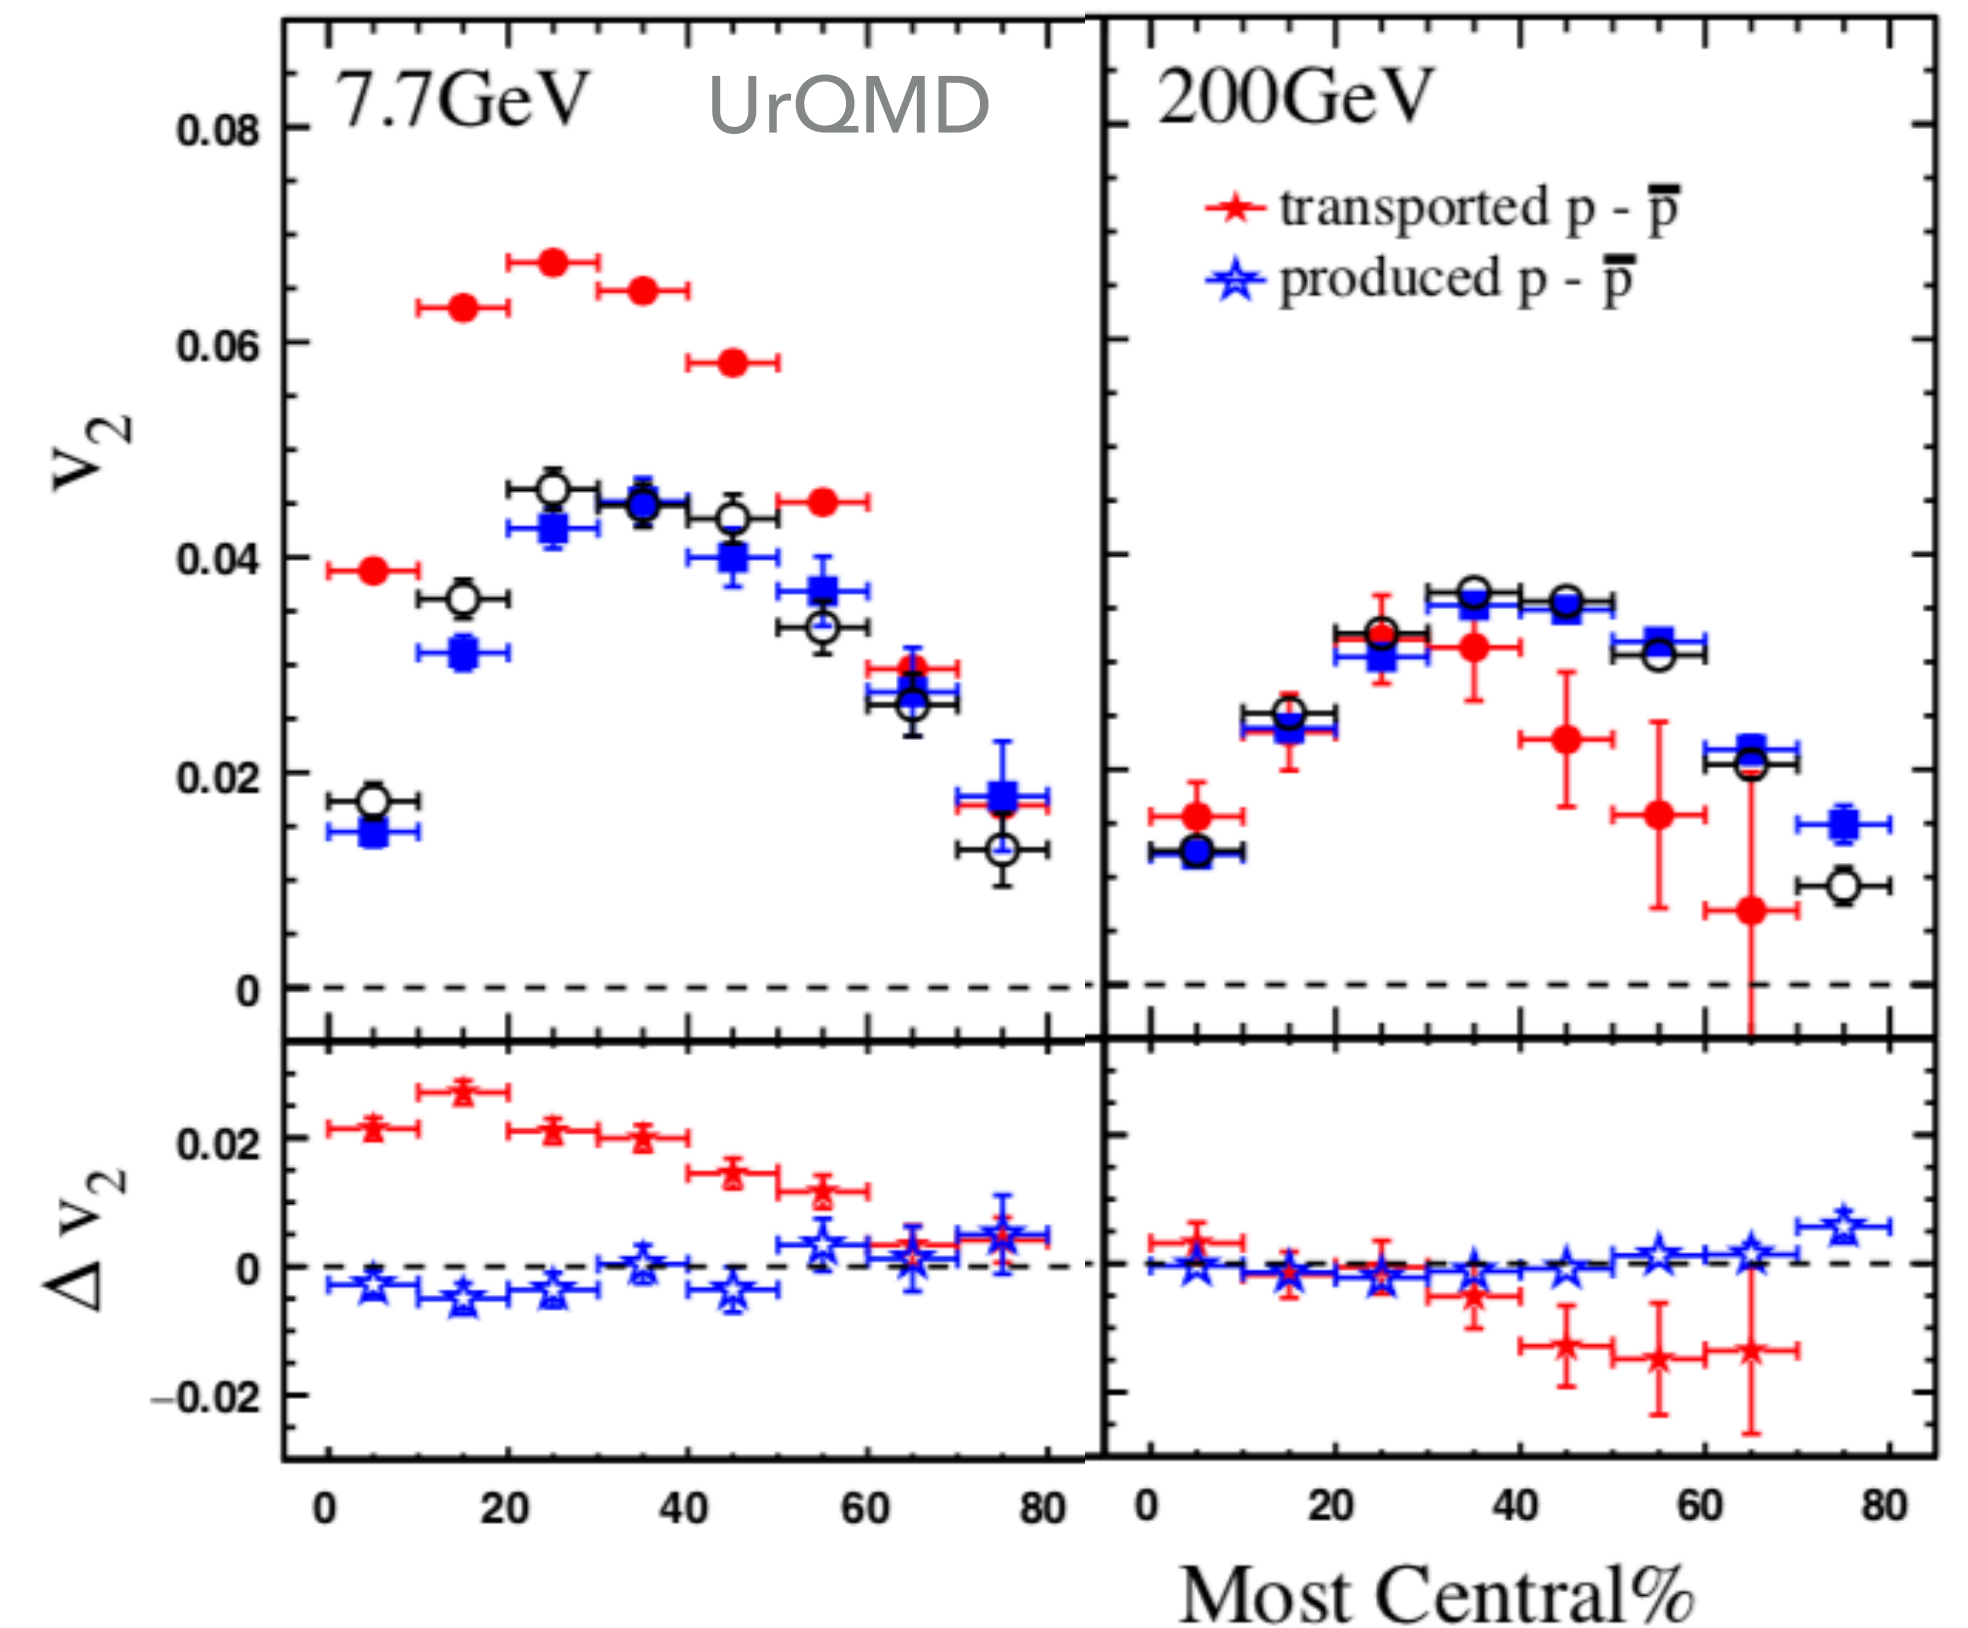 7.7GeV UrQMD
200GeV
transported p - p̅
produced p - p̅
v₂
0.08
0.06
0.04
0.02
0
Δ v₂
0.02
0
−0.02
0 20 40 60 80
0 20 40 60 80
Most Central%